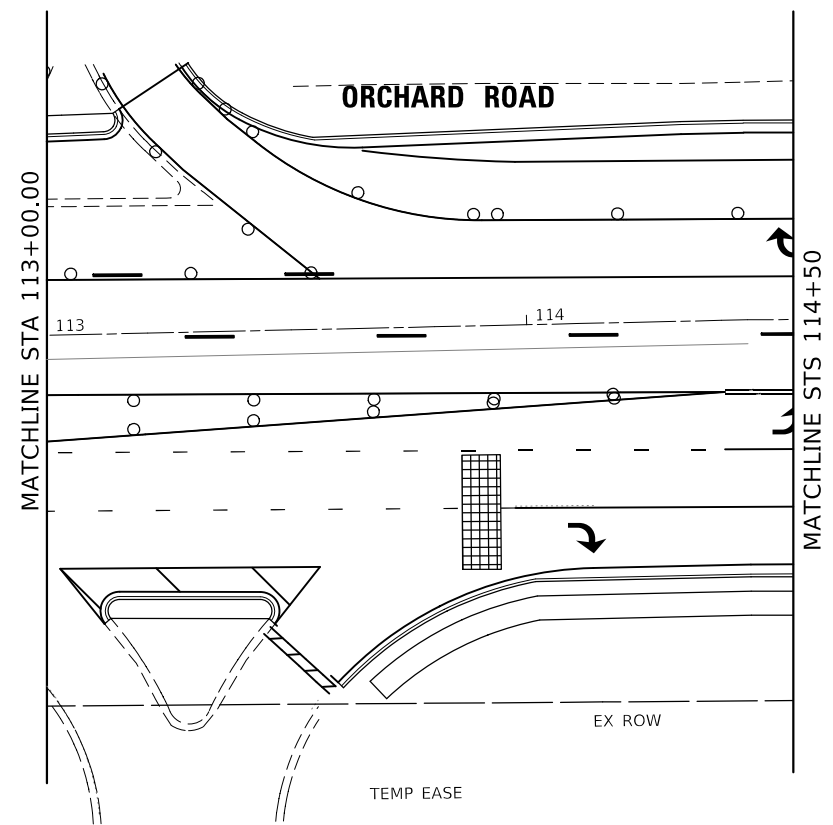 ORCHARD ROAD
MATCHLINE STA 113+00.00
MATCHLINE STS 114+50
113
114
EX ROW
TEMP EASE